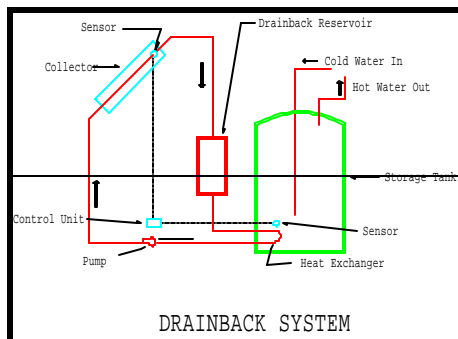 Sensor
Drainback Reservoir
Collector
Cold Water In
Hot Water Out
Storage Tank
Control Unit
Sensor
Pump
Heat Exchanger
DRAINBACK SYSTEM